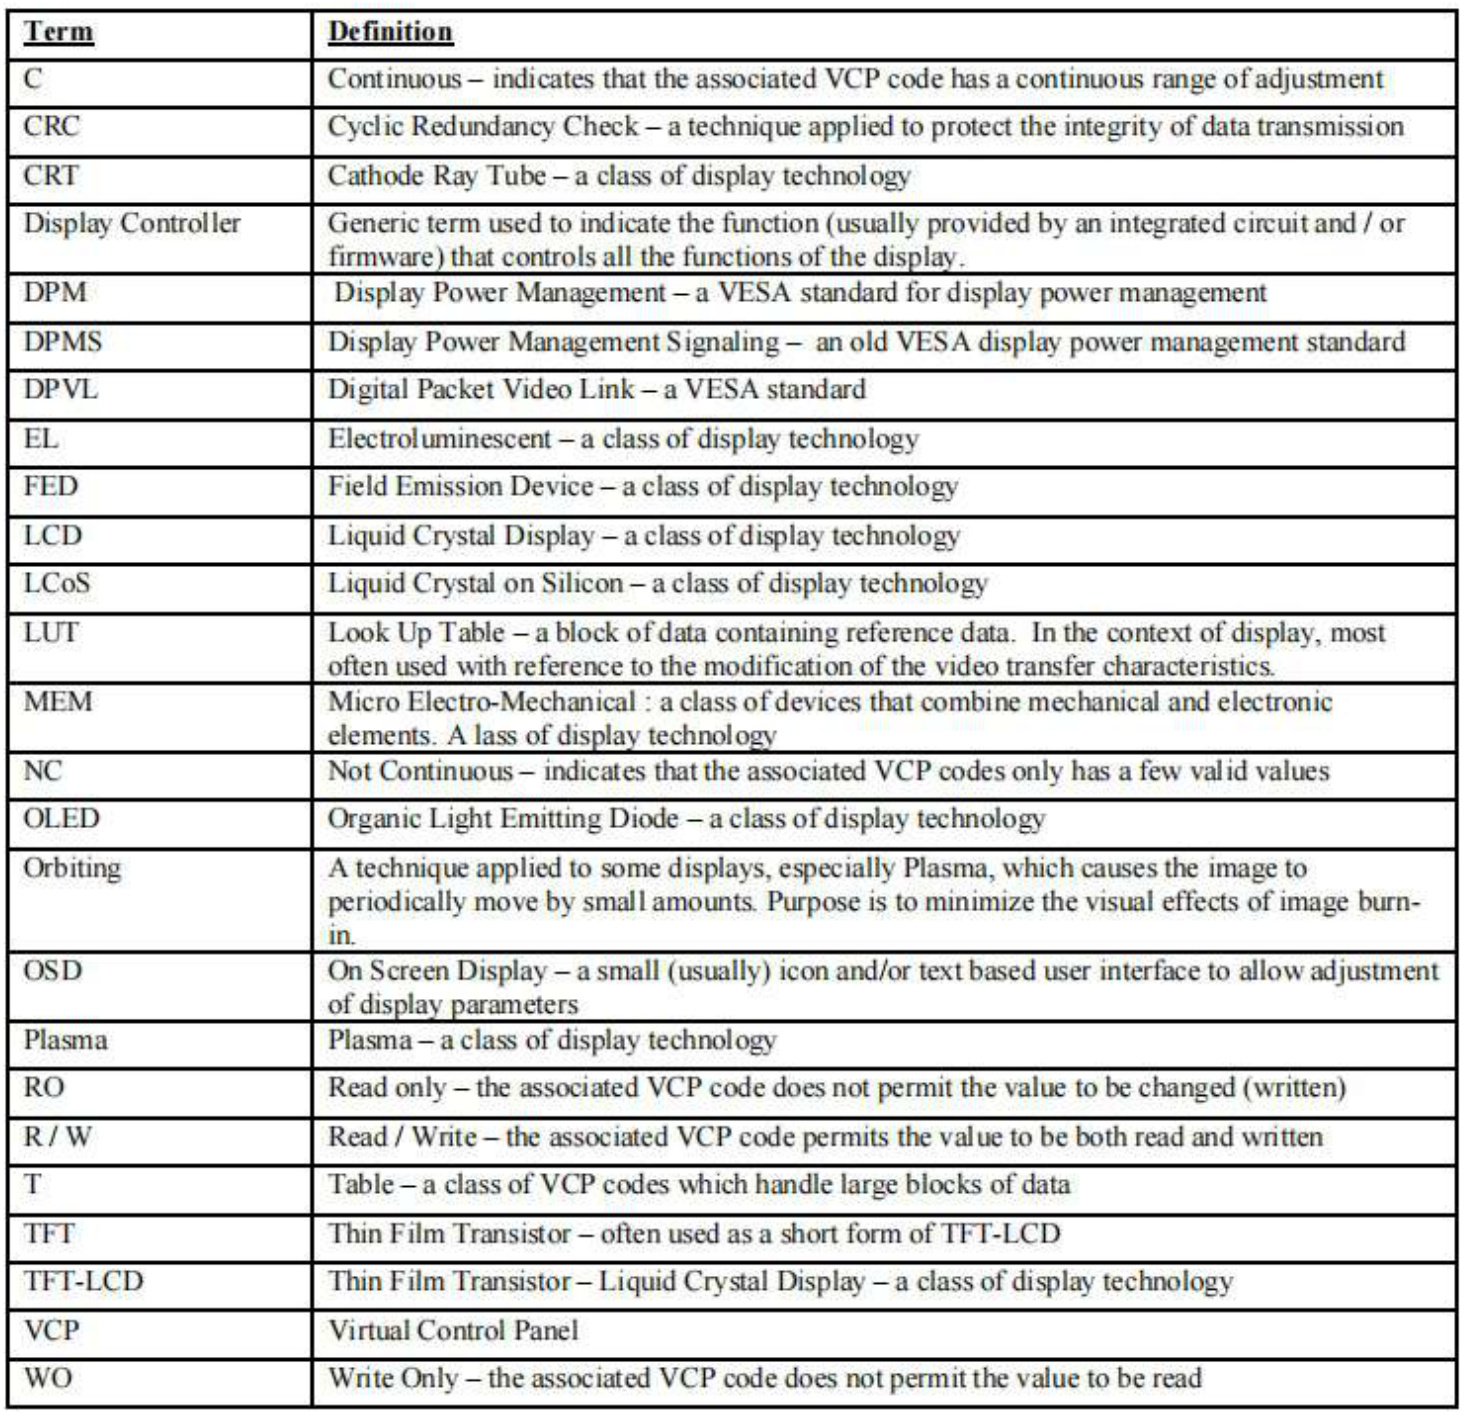 Term Definition
C Continuous – indicates that the associated VCP code has a continuous range of adjustment
CRC Cyclic Redundancy Check – a technique applied to protect the integrity of data transmission
CRT Cathode Ray Tube – a class of display technology
Display Controller Generic term used to indicate the function (usually provided by an integrated circuit and / or
firmware) that controls all the functions of the display.
DPM Display Power Management – a VESA standard for display power management
DPMS Display Power Management Signaling – an old VESA display power management standard
DPVL Digital Packet Video Link – a VESA standard
EL Electroluminescent – a class of display technology
FED Field Emission Device – a class of display technology
LCD Liquid Crystal Display – a class of display technology
LCoS Liquid Crystal on Silicon – a class of display technology
LUT Look Up Table – a block of data containing reference data. In the context of display, most
often used with reference to the modification of the video transfer characteristics.
MEM Micro Electro-Mechanical : a class of devices that combine mechanical and electronic
elements. A lass of display technology
NC Not Continuous – indicates that the associated VCP codes only has a few valid values
OLED Organic Light Emitting Diode – a class of display technology
Orbiting A technique applied to some displays, especially Plasma, which causes the image to
periodically move by small amounts. Purpose is to minimize the visual effects of image burn-
in.
OSD On Screen Display – a small (usually) icon and/or text based user interface to allow adjustment
of display parameters
Plasma Plasma – a class of display technology
RO Read only – the associated VCP code does not permit the value to be changed (written)
R / W Read / Write – the associated VCP code permits the value to be both read and written
T Table – a class of VCP codes which handle large blocks of data
TFT Thin Film Transistor – often used as a short form of TFT-LCD
TFT-LCD Thin Film Transistor – Liquid Crystal Display – a class of display technology
VCP Virtual Control Panel
WO Write Only – the associated VCP code does not permit the value to be read